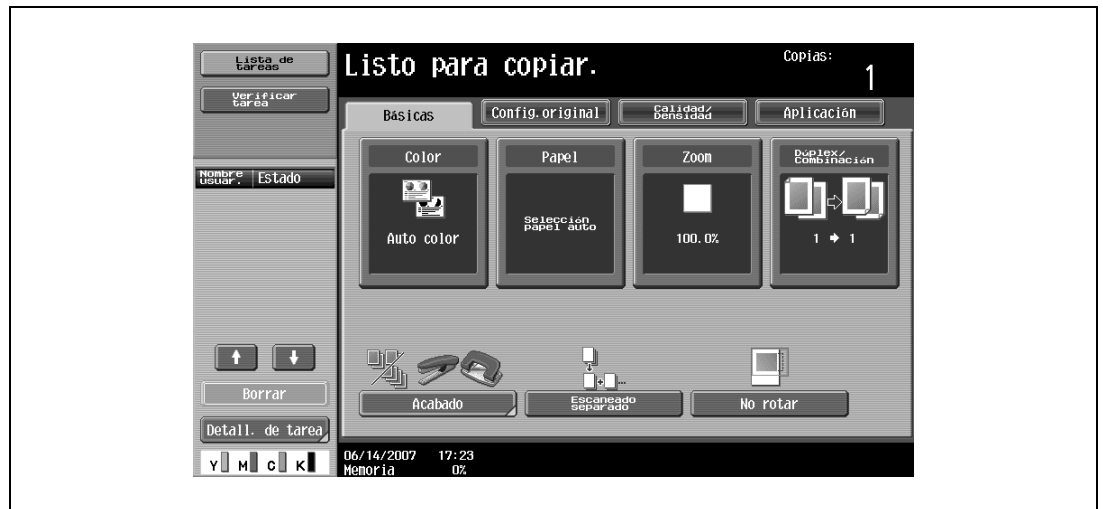 Lista de
tareas
Verificar
tarea
Nombre
usuar.
Estado
Borrar
Detall. de tarea
Y M C K
Listo para copiar.
Copias:
1
Básicas
Config.original
Calidad/
Densidad
Aplicación
Color
Auto color
Papel
Selección
papel auto
Zoom
100.0%
Dúplex/
Combinación
1 → 1
Acabado
Escaneado
separado
No rotar
06/14/2007 17:23
Memoria 0%